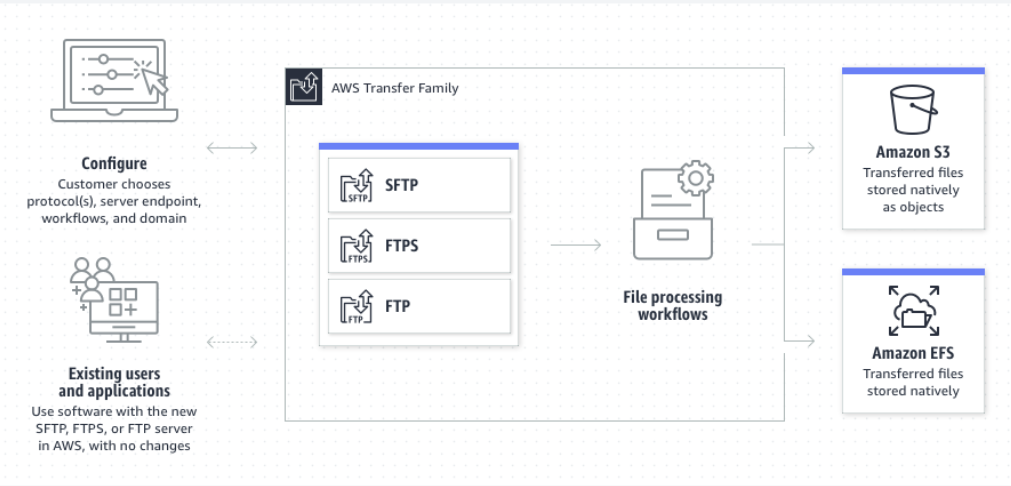 AWS Transfer Family
Configure
Customer chooses
protocol(s), server endpoint,
workflows, and domain
Existing users
and applications
Use software with the new
SFTP, FTPS, or FTP server
in AWS, with no changes
SFTP
SFTP
FTPS
FTPS
FTP
FTP
File processing
workflows
Amazon S3
Transferred files
stored natively
as objects
Amazon EFS
Transferred files
stored natively